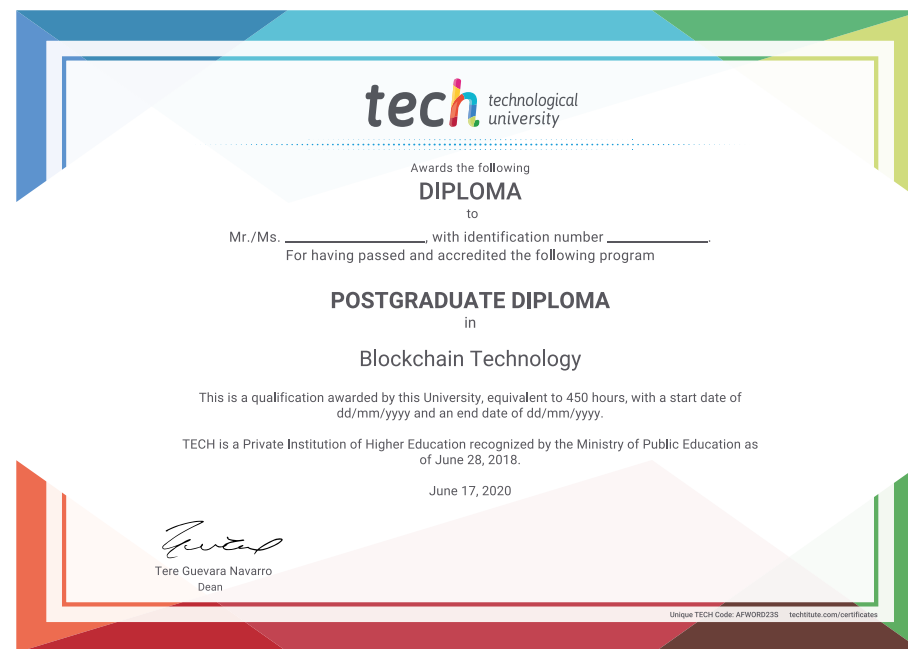 tech technological
university
Awards the following
DIPLOMA
to
Mr./Ms. ____________________, with identification number ______________.
For having passed and accredited the following program
POSTGRADUATE DIPLOMA
in
Blockchain Technology
This is a qualification awarded by this University, equivalent to 450 hours, with a start date of
dd/mm/yyyy and an end date of dd/mm/yyyy.
TECH is a Private Institution of Higher Education recognized by the Ministry of Public Education as
of June 28, 2018.
June 17, 2020
Tere Guevara Navarro
Dean
Unique TECH Code: AFWORD23S techtitute.com/certificates